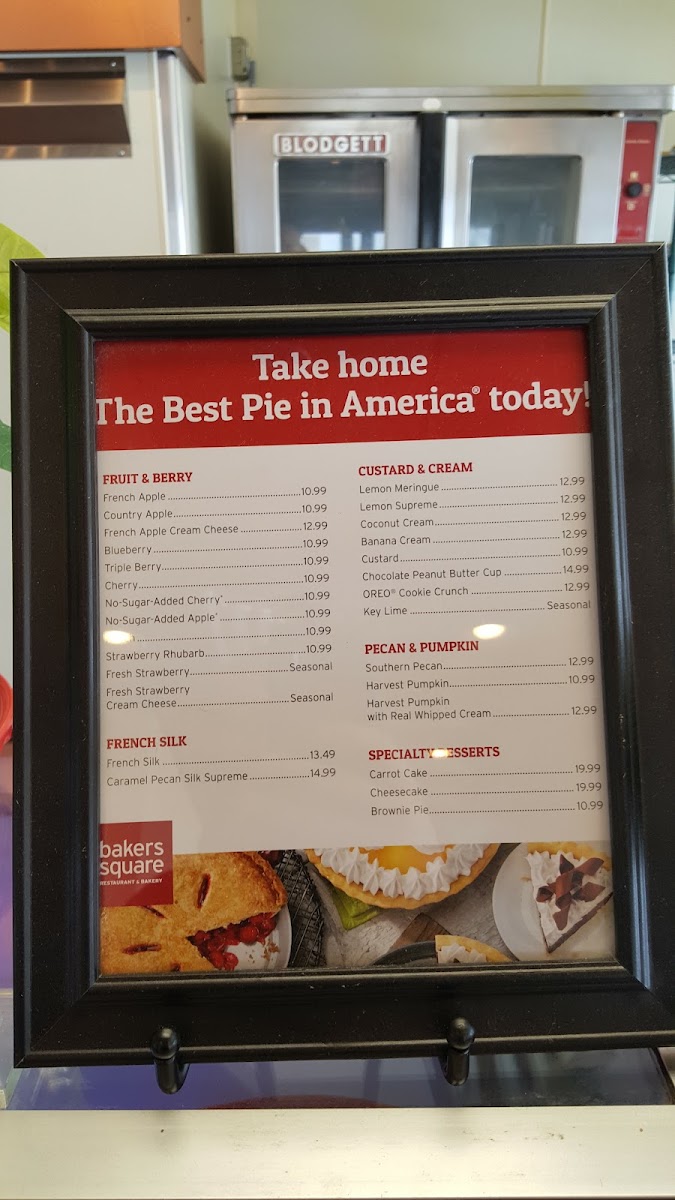 BLODGETT
Take home
The Best Pie in America® today!
FRUIT & BERRY
French Apple 10.99
Country Apple 10.99
French Apple Cream Cheese 12.99
Blueberry 10.99
Triple Berry 10.99
Cherry 10.99
No-Sugar-Added Cherry* 10.99
No-Sugar-Added Apple* 10.99
10.99
Strawberry Rhubarb 10.99
Fresh Strawberry Seasonal
Fresh Strawberry
Cream Cheese Seasonal
FRENCH SILK
French Silk 13.49
Caramel Pecan Silk Supreme 14.99
CUSTARD & CREAM
Lemon Meringue 12.99
Lemon Supreme 12.99
Coconut Cream 12.99
Banana Cream 12.99
Custard 10.99
Chocolate Peanut Butter Cup 14.99
OREO® Cookie Crunch 12.99
Key Lime Seasonal
PECAN & PUMPKIN
Southern Pecan 12.99
Harvest Pumpkin 10.99
Harvest Pumpkin
with Real Whipped Cream 12.99
SPECIALTY DESSERTS
Carrot Cake 19.99
Cheesecake 19.99
Brownie Pie 10.99
bakers
square
RESTAURANT & BAKERY